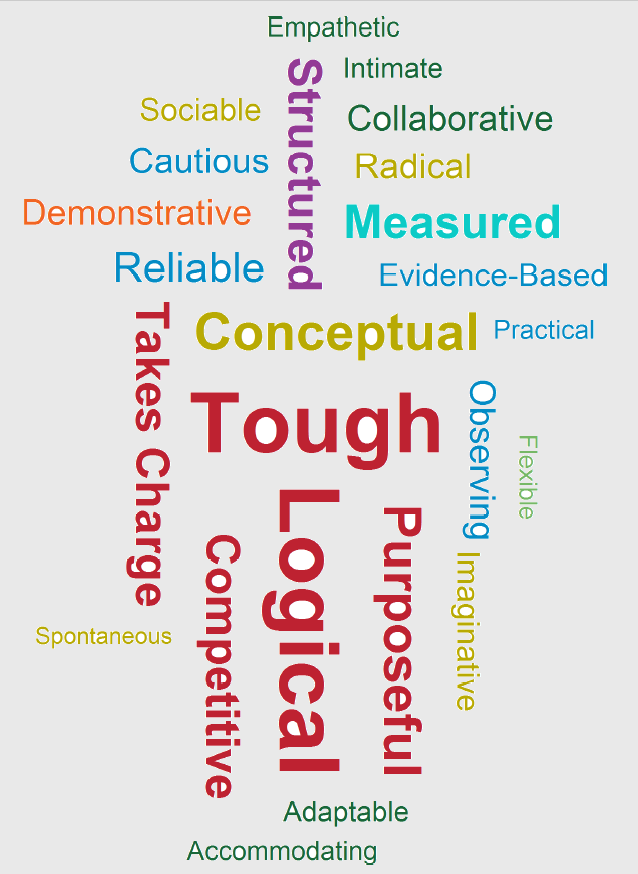 Empathetic
Intimate
Structured
Sociable
Collaborative
Cautious
Radical
Demonstrative
Measured
Reliable
Evidence-Based
Takes Charge
Conceptual
Practical
Tough
Observing
Flexible
Logical
Purposeful
Competitive
Imaginative
Spontaneous
Adaptable
Accommodating